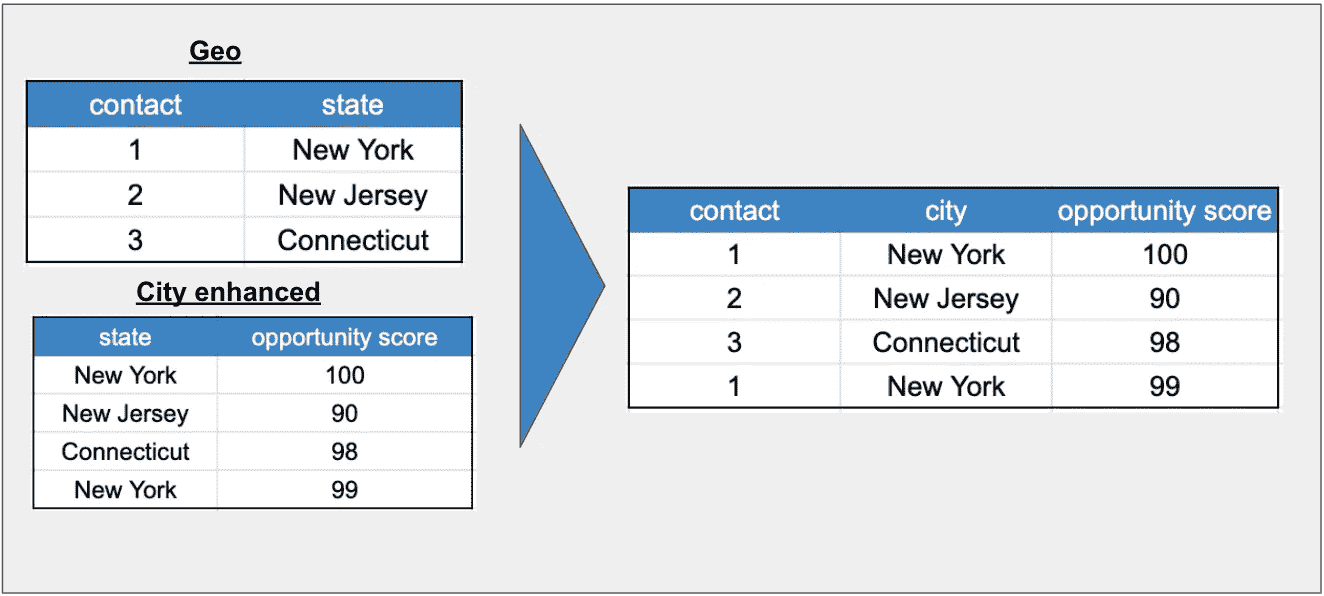 Geo
contact state
1 New York
2 New Jersey
3 Connecticut
City enhanced
state opportunity score
New York 100
New Jersey 90
Connecticut 98
New York 99
contact city opportunity score
1 New York 100
2 New Jersey 90
3 Connecticut 98
1 New York 99